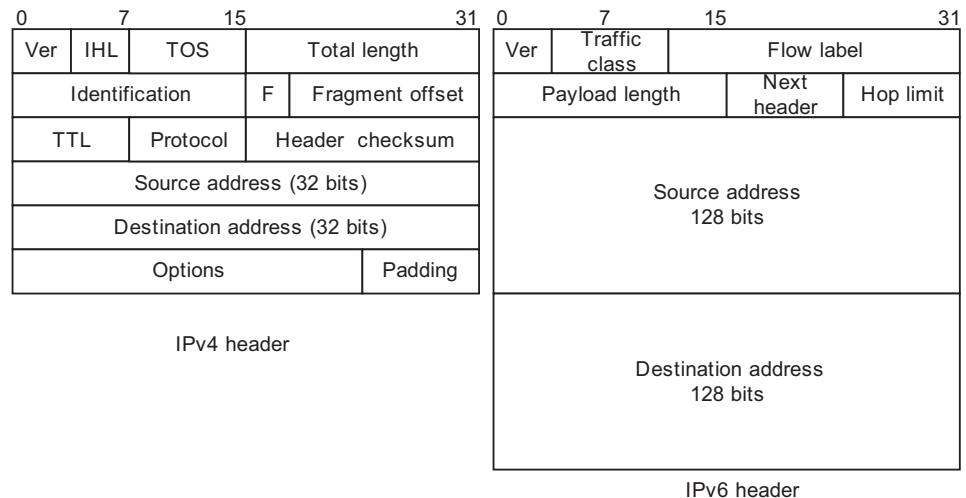 0 7 15 31
Ver IHL TOS Total length
Identification F Fragment offset
TTL Protocol Header checksum
Source address (32 bits)
Destination address (32 bits)
Options Padding
IPv4 header
0 7 15 31
Ver Traffic class Flow label
Payload length Next header Hop limit
Source address
128 bits
Destination address
128 bits
IPv6 header